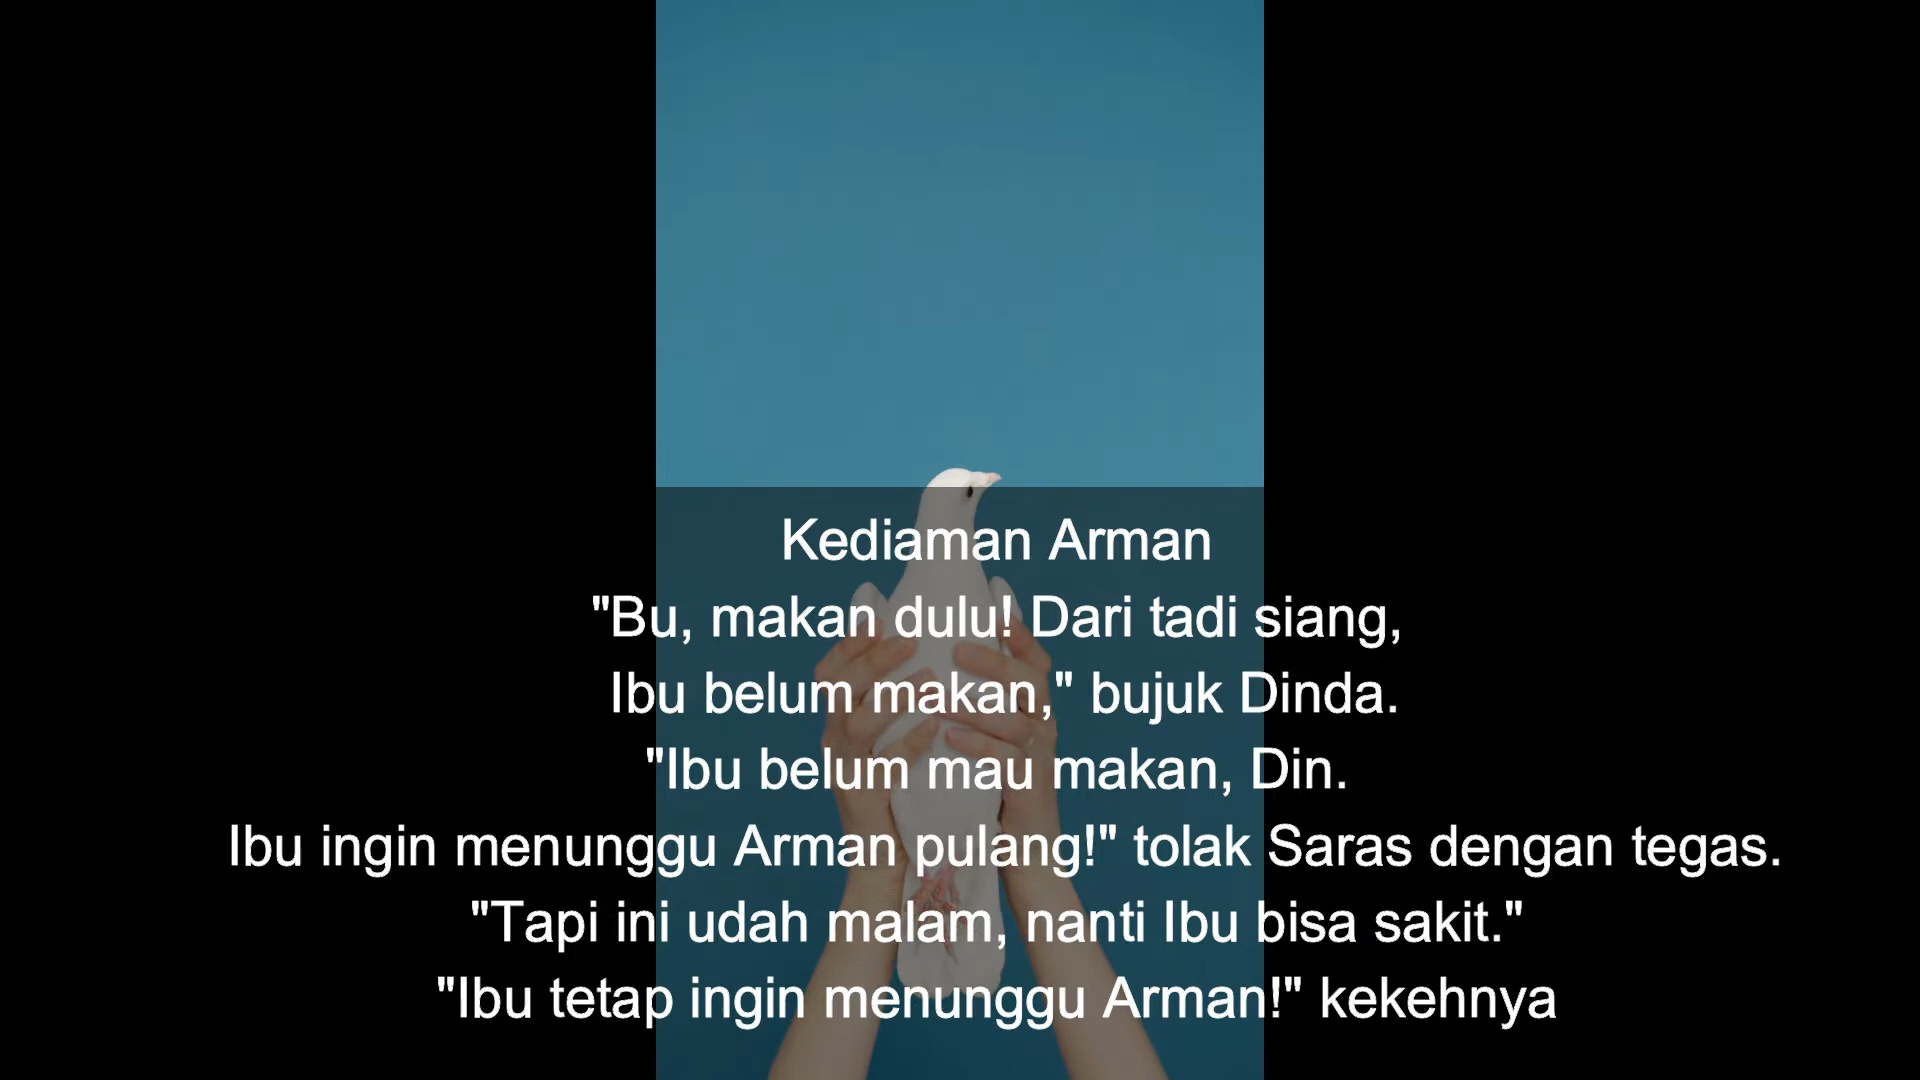 Kediaman Arman
"Bu, makan dulu! Dari tadi siang,
Ibu belum makan," bujuk Dinda.
"Ibu belum mau makan, Din.
Ibu ingin menunggu Arman pulang!" tolak Saras dengan tegas.
"Tapi ini udah malam, nanti Ibu bisa sakit."
"Ibu tetap ingin menunggu Arman!" kekehnya